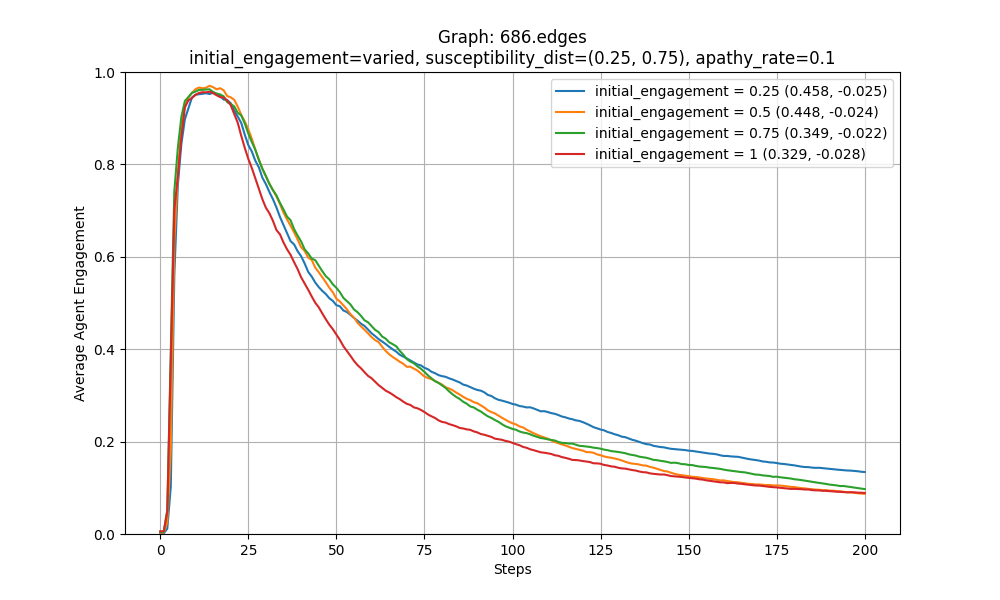 Graph: 686.edges
initial_engagement=varied, susceptibility_dist=(0.25, 0.75), apathy_rate=0.1
initial_engagement = 0.25 (0.458, -0.025)
initial_engagement = 0.5 (0.448, -0.024)
initial_engagement = 0.75 (0.349, -0.022)
initial_engagement = 1 (0.329, -0.028)
Average Agent Engagement
1.0
0.8
0.6
0.4
0.2
0.0
0 25 50 75 100 125 150 175 200
Steps